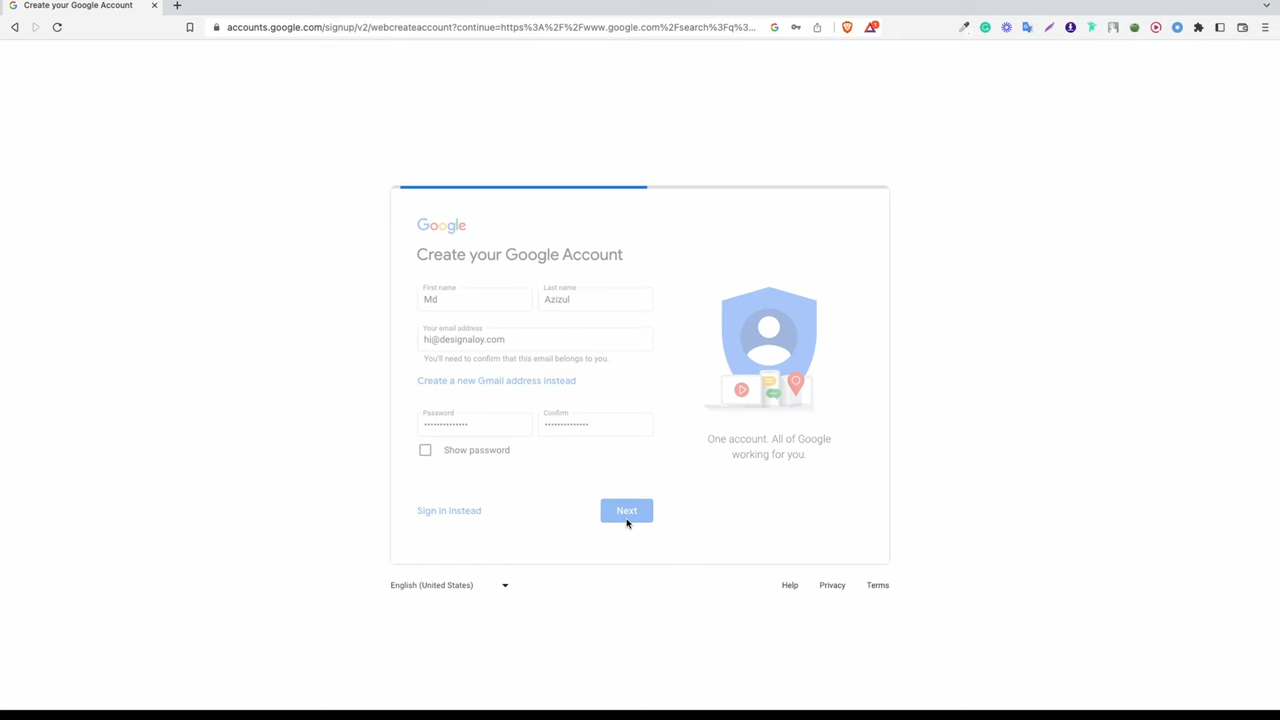 Create your Google Account
accounts.google.com/signup/v2/webcreateaccount?continue=https%3A%2F%2Fwww.google.com%2Fsearch%3Fq%3...
Google
Create your Google Account
First name
Last name
Md
Azizul
Your email address
hi@designaloy.com
You'll need to confirm that this email belongs to you.
Create a new Gmail address instead
Password
Confirm
••••••••••••••
••••••••••••••
Show password
One account. All of Google
working for you.
Sign in instead
Next
English (United States)
Help
Privacy
Terms